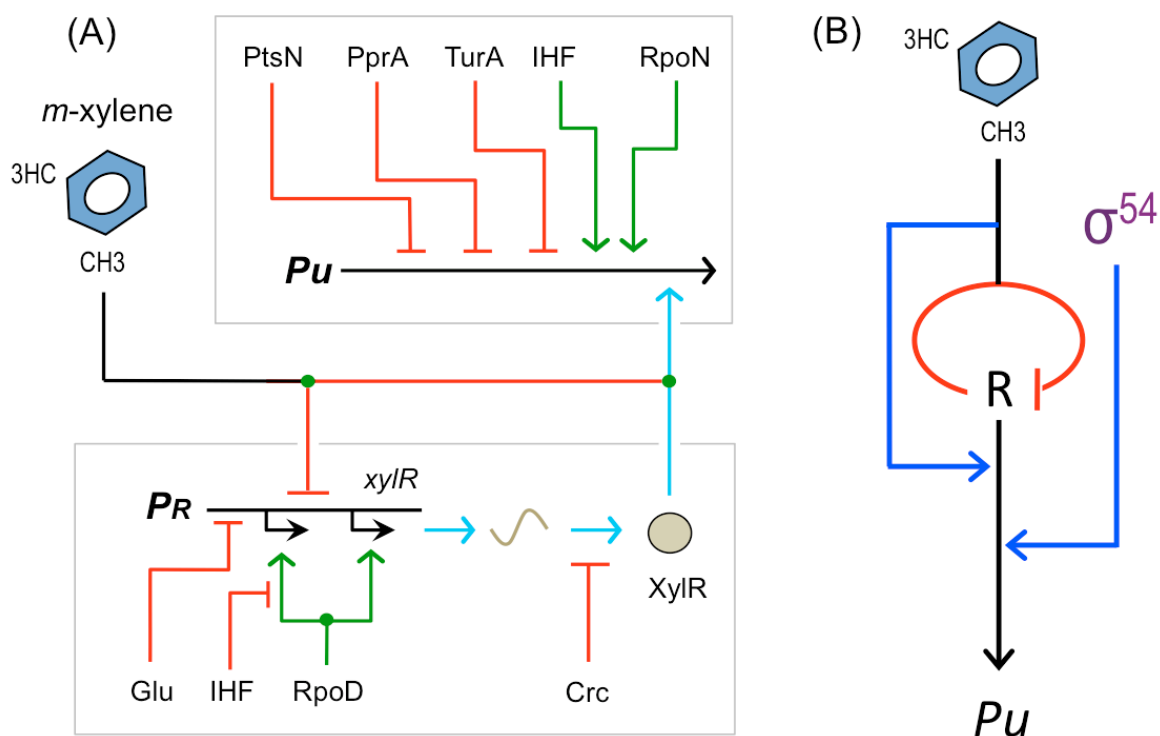 (A)
PtsN PprA TurA IHF RpoN
m-xylene
3HC
CH3
Pu
xylR
PR
XylR
Glu IHF RpoD Crc
(B)
3HC
CH3
σ54
R
Pu